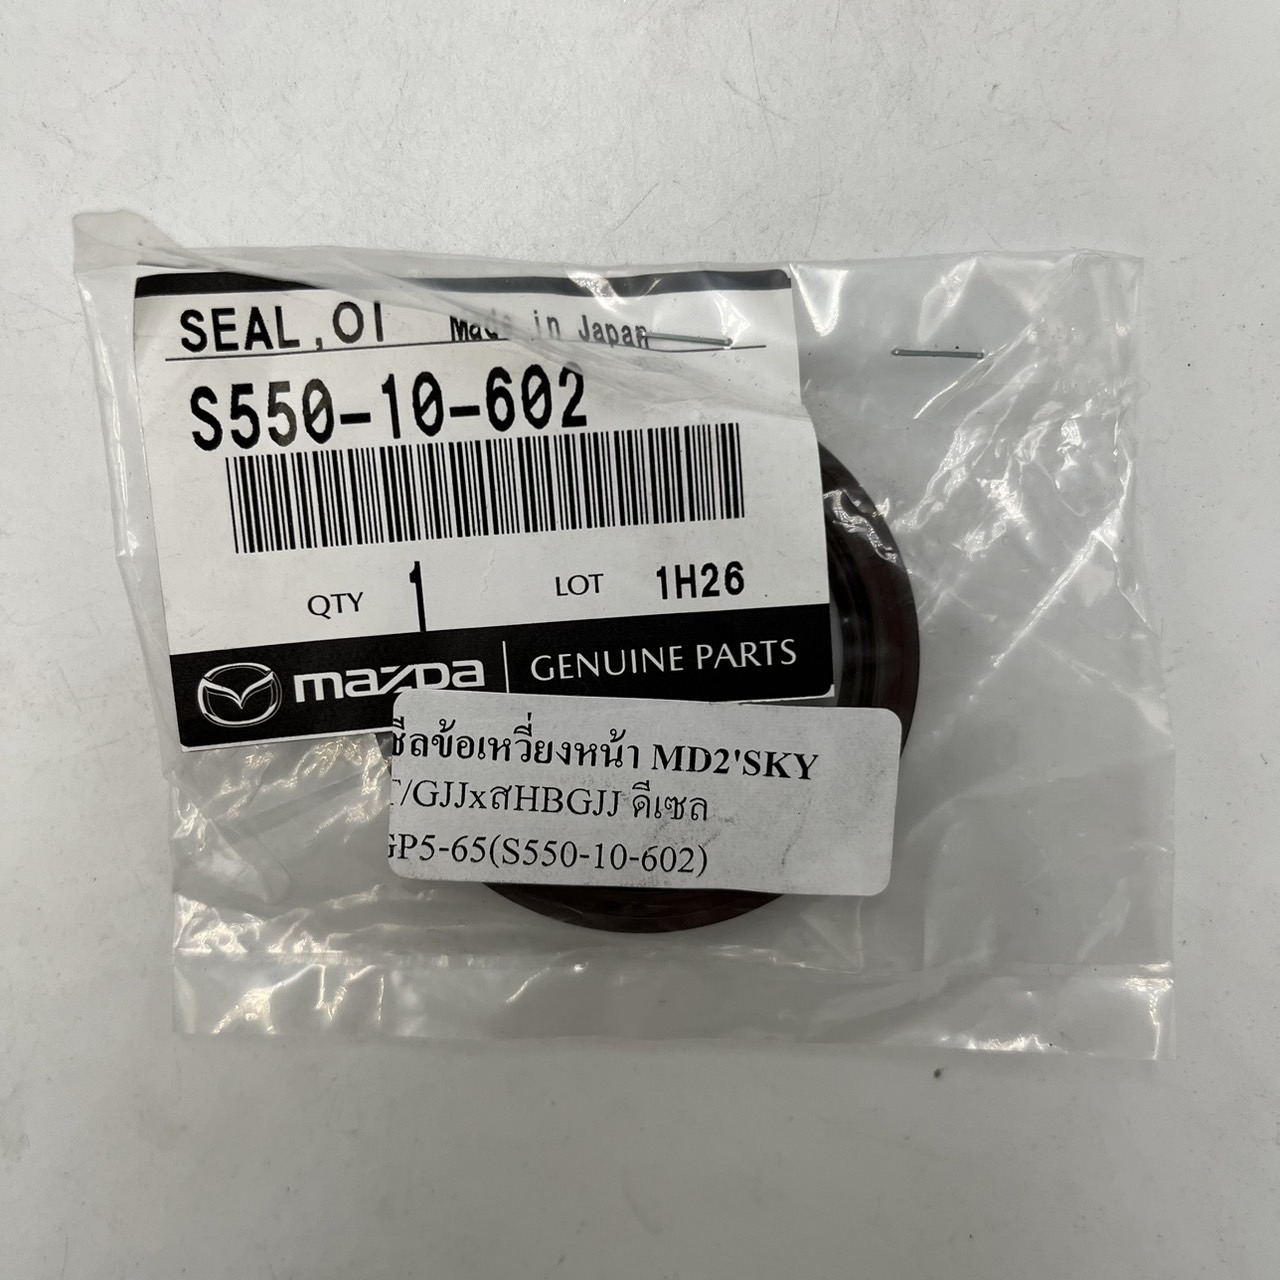 SEAL,OI Made in Japan
S550-10-602
QTY 1 LOT 1H26
mazda GENUINE PARTS
ซีลข้อเหวี่ยงหน้า MD2'SKY
T/GJJxสHBGJJ ดีเซล
GP5-65(S550-10-602)